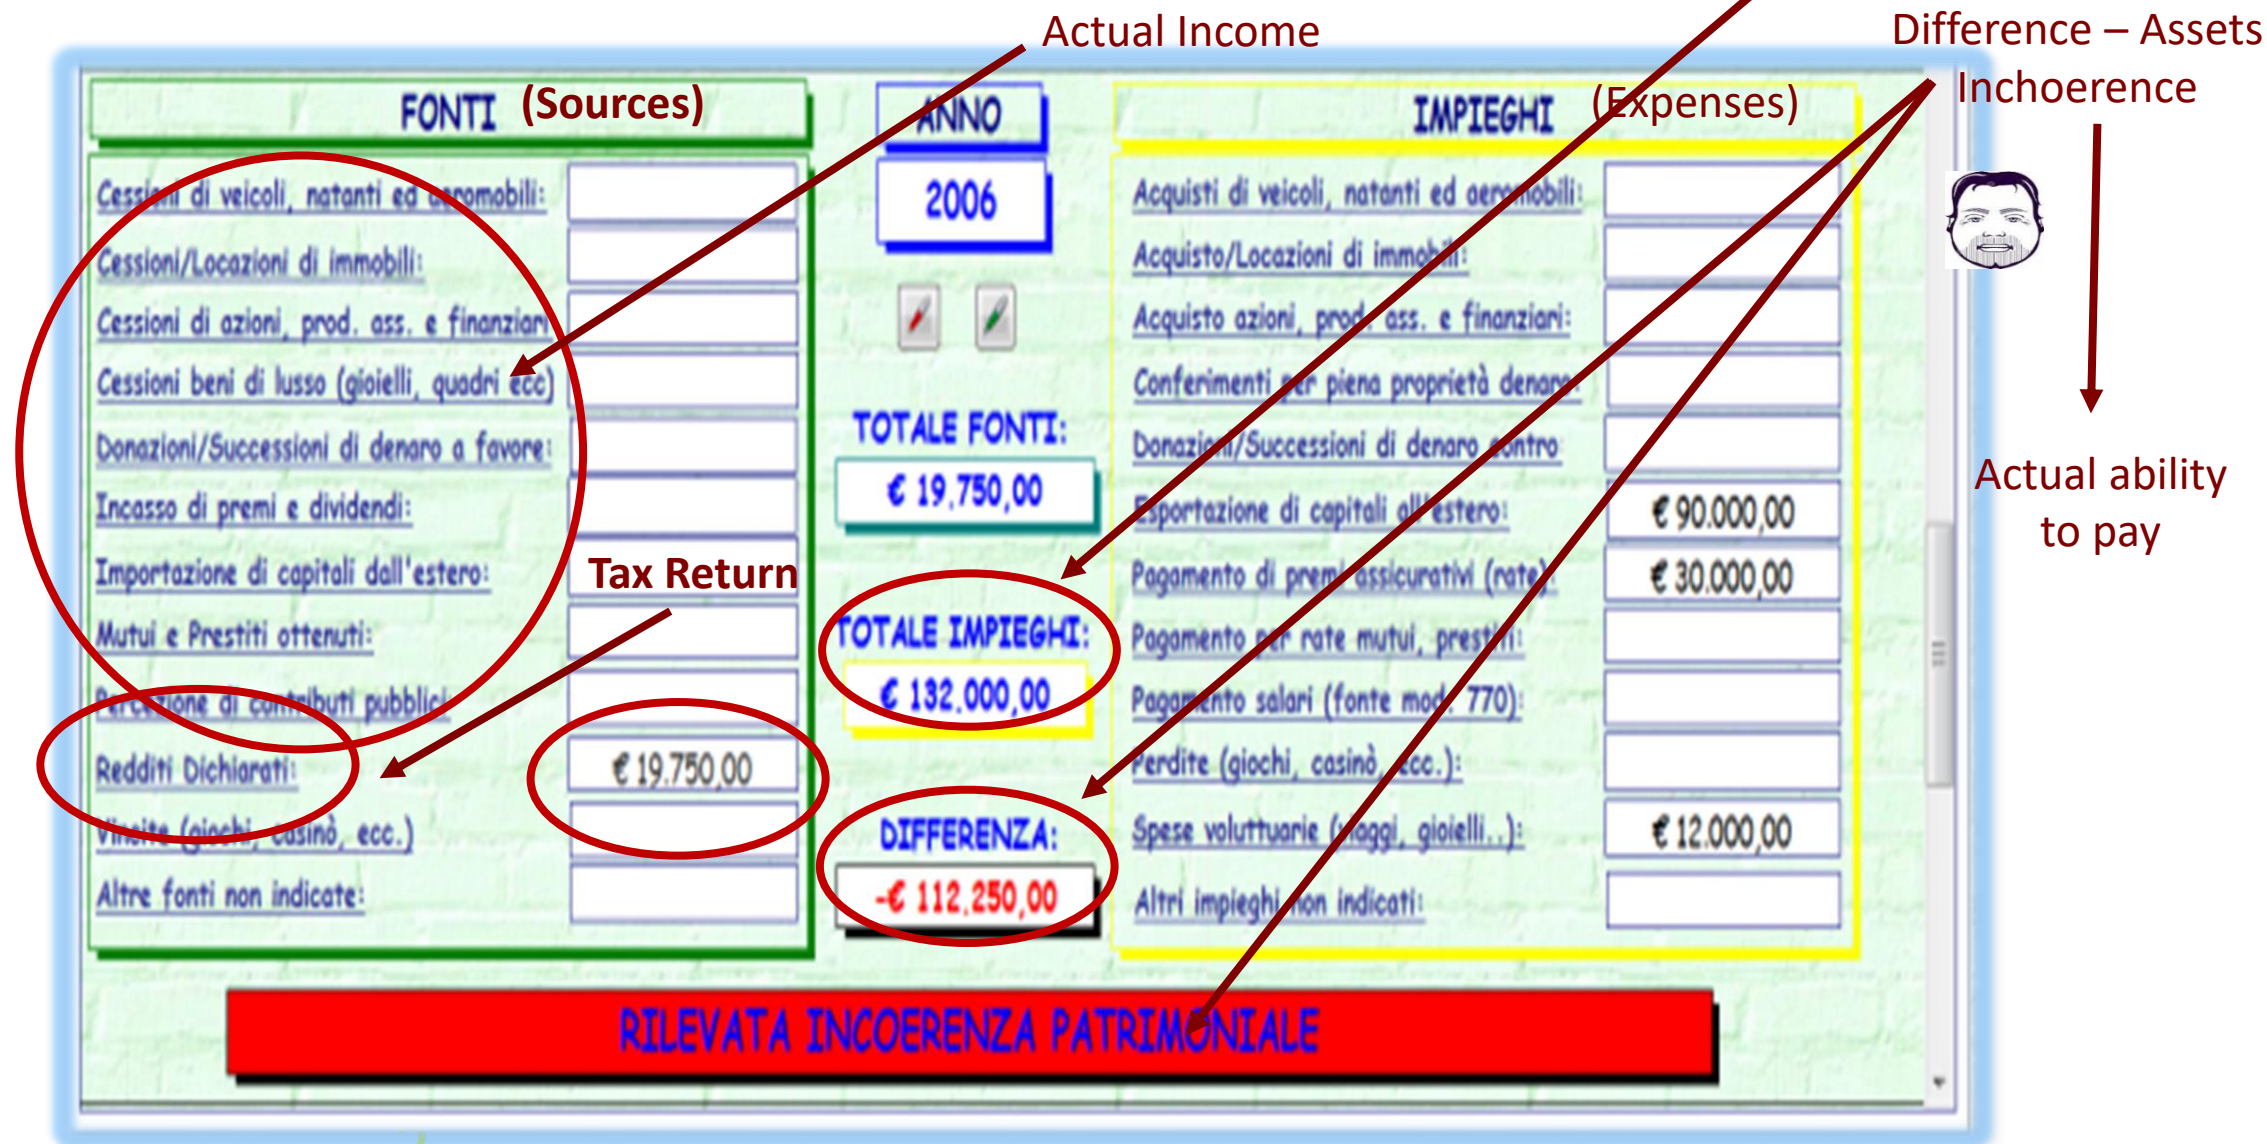 Actual Income
Difference – Assets
Inchoerence
FONTI (Sources)
ANNO
IMPIEGHI (Expenses)
2006
Cessioni di veicoli, natanti ed aeromobili:
Cessioni/Locazioni di immobili:
Cessioni di azioni, prod. ass. e finanziari
Cessioni beni di lusso (gioielli, quadri ecc)
Donazioni/Successioni di denaro a favore:
Incasso di premi e dividendi:
Importazione di capitali dall'estero:
Tax Return
Mutui e Prestiti ottenuti:
Percezione di contributi pubblici:
Redditi Dichiarati:
€ 19.750,00
Vincite (giochi, casinò, ecc.)
Altre fonti non indicate:
TOTALE FONTI:
€ 19.750,00
TOTALE IMPIEGHI:
€ 132.000,00
DIFFERENZA:
-€ 112.250,00
Acquisti di veicoli, natanti ed aeromobili:
Acquisto/Locazioni di immobili:
Acquisto azioni, prod. ass. e finanziari:
Conferimenti per piena proprietà denaro:
Donazioni/Successioni di denaro contro
Esportazione di capitali all'estero:
€ 90.000,00
Pagamento di premi assicurativi (rate):
€ 30.000,00
Pagamento per rate mutui, prestiti:
Pagamento salari (fonte mod. 770):
Perdite (giochi, casinò, ecc.):
Spese voluttuarie (viaggi, gioielli..):
€ 12.000,00
Altri impieghi non indicati:
Actual ability
to pay
RILEVATA INCOERENZA PATRIMONIALE